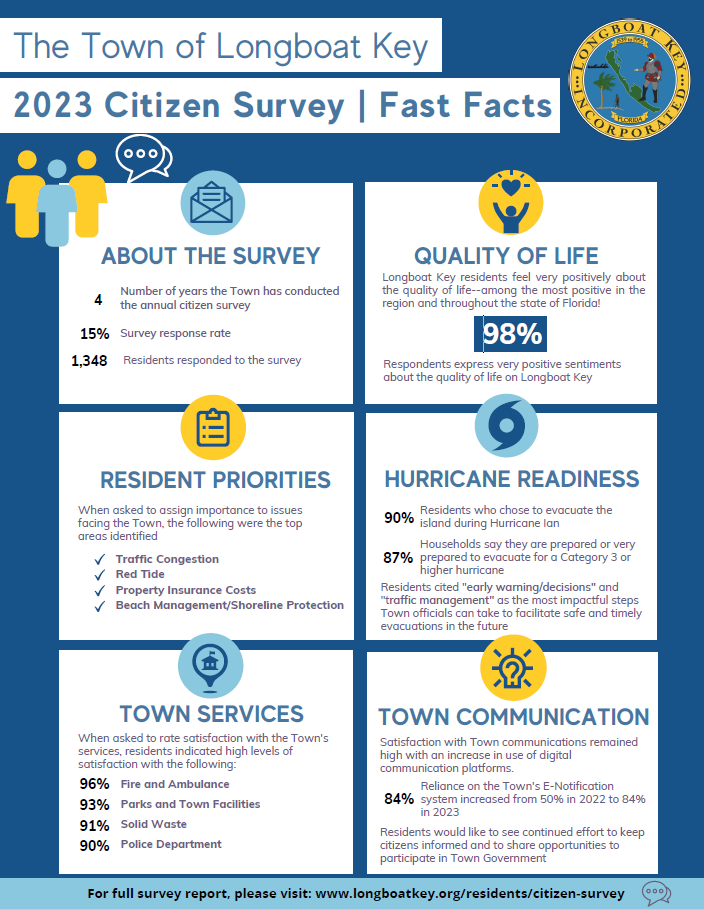 The Town of Longboat Key
2023 Citizen Survey | Fast Facts
LONGBOAT KEY
INCORPORATED
FLORIDA
ABOUT THE SURVEY
4 Number of years the Town has conducted
the annual citizen survey
15% Survey response rate
1,348 Residents responded to the survey
QUALITY OF LIFE
Longboat Key residents feel very positively about
the quality of life--among the most positive in the
region and throughout the state of Florida!
98%
Respondents express very positive sentiments
about the quality of life on Longboat Key
RESIDENT PRIORITIES
When asked to assign importance to issues
facing the Town, the following were the top
areas identified
✓ Traffic Congestion
✓ Red Tide
✓ Property Insurance Costs
✓ Beach Management/Shoreline Protection
HURRICANE READINESS
90% Residents who chose to evacuate the
island during Hurricane Ian
87% Households say they are prepared or very
prepared to evacuate for a Category 3 or
higher hurricane
Residents cited "early warning/decisions" and
"traffic management" as the most impactful steps
Town officials can take to facilitate safe and timely
evacuations in the future
TOWN SERVICES
When asked to rate satisfaction with the Town's
services, residents indicated high levels of
satisfaction with the following:
96% Fire and Ambulance
93% Parks and Town Facilities
91% Solid Waste
90% Police Department
TOWN COMMUNICATION
Satisfaction with Town communications remained
high with an increase in use of digital
communication platforms.
84% Reliance on the Town's E-Notification
system increased from 50% in 2022 to 84%
in 2023
Residents would like to see continued effort to keep
citizens informed and to share opportunities to
participate in Town Government
For full survey report, please visit: www.longboatkey.org/residents/citizen-survey